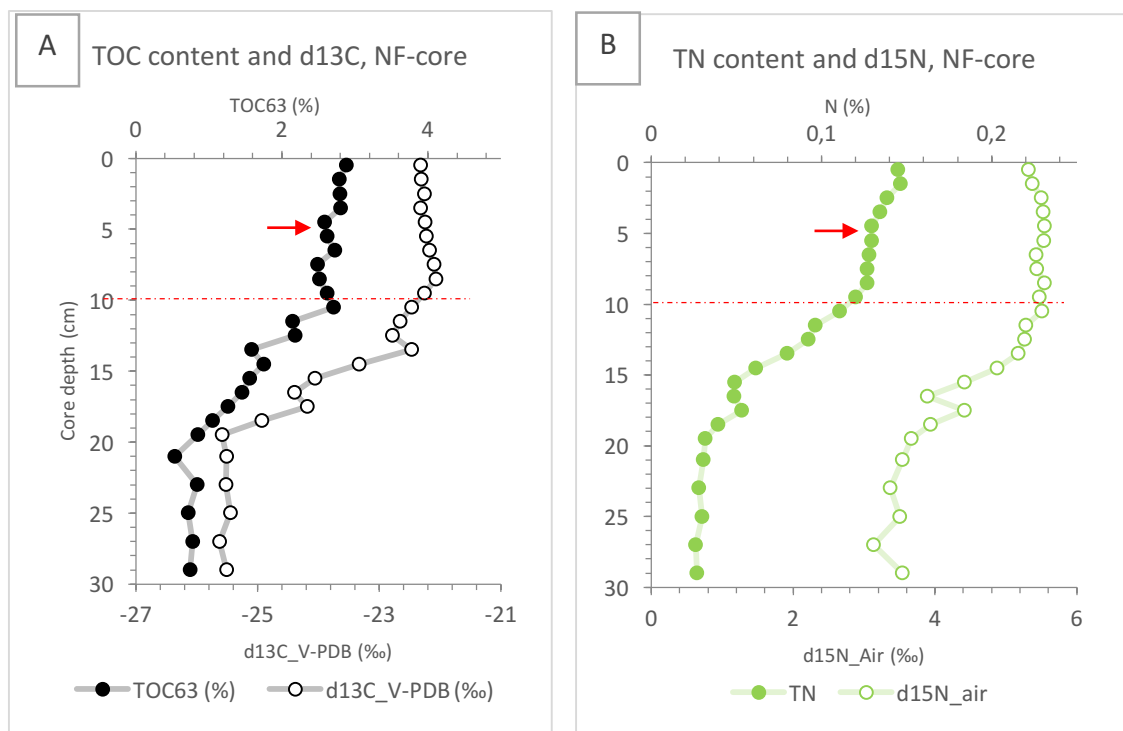 A
TOC content and d13C, NF-core
TOC63 (%)
0 2 4
0
5
10
15
20
25
30
Core depth (cm)
-27 -25 -23 -21
d13C_V-PDB (‰)
TOC63 (%) d13C_V-PDB (‰)
B
TN content and d15N, NF-core
N (%)
0 0,1 0,2
0
5
10
15
20
25
30
0 2 4 6
d15N_Air (‰)
TN d15N_air